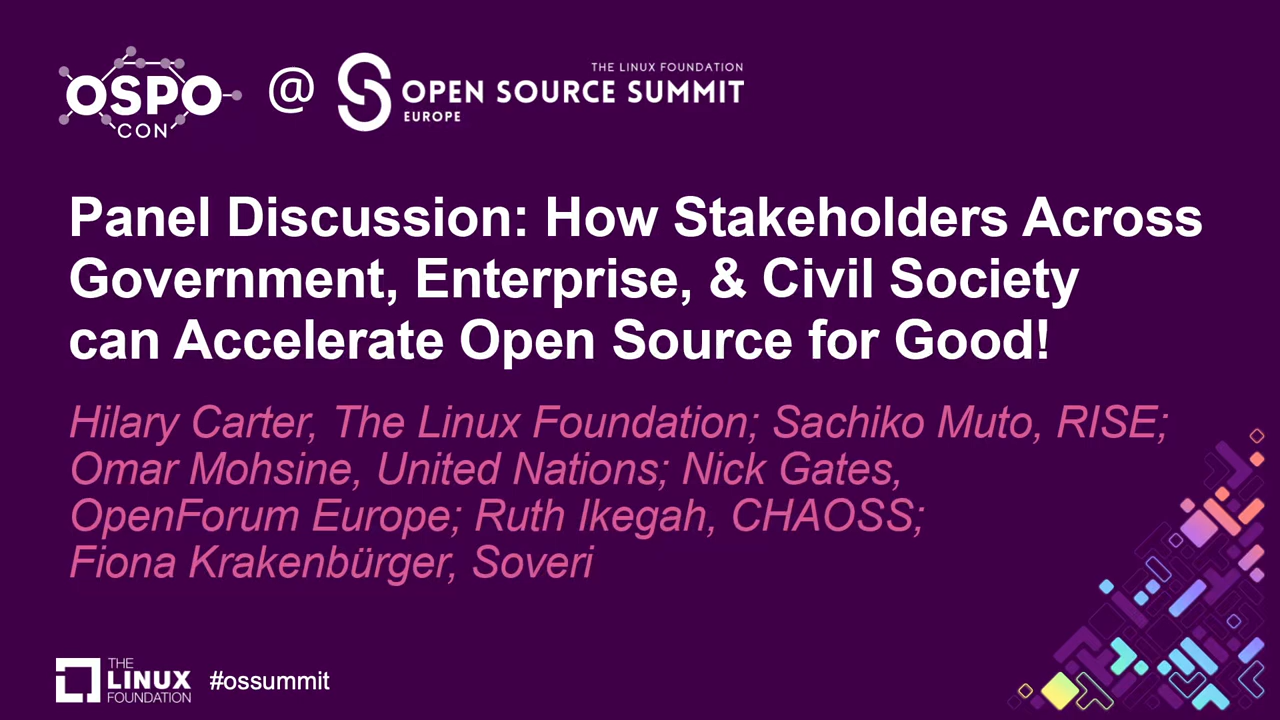 OSPO
CON
@
THE LINUX FOUNDATION
OPEN SOURCE SUMMIT
EUROPE
Panel Discussion: How Stakeholders Across
Government, Enterprise, & Civil Society
can Accelerate Open Source for Good!
Hilary Carter, The Linux Foundation; Sachiko Muto, RISE;
Omar Mohsine, United Nations; Nick Gates,
OpenForum Europe; Ruth Ikegah, CHAOSS;
Fiona Krakenbürger, Soveri
THE
LINUX
FOUNDATION
#ossummit